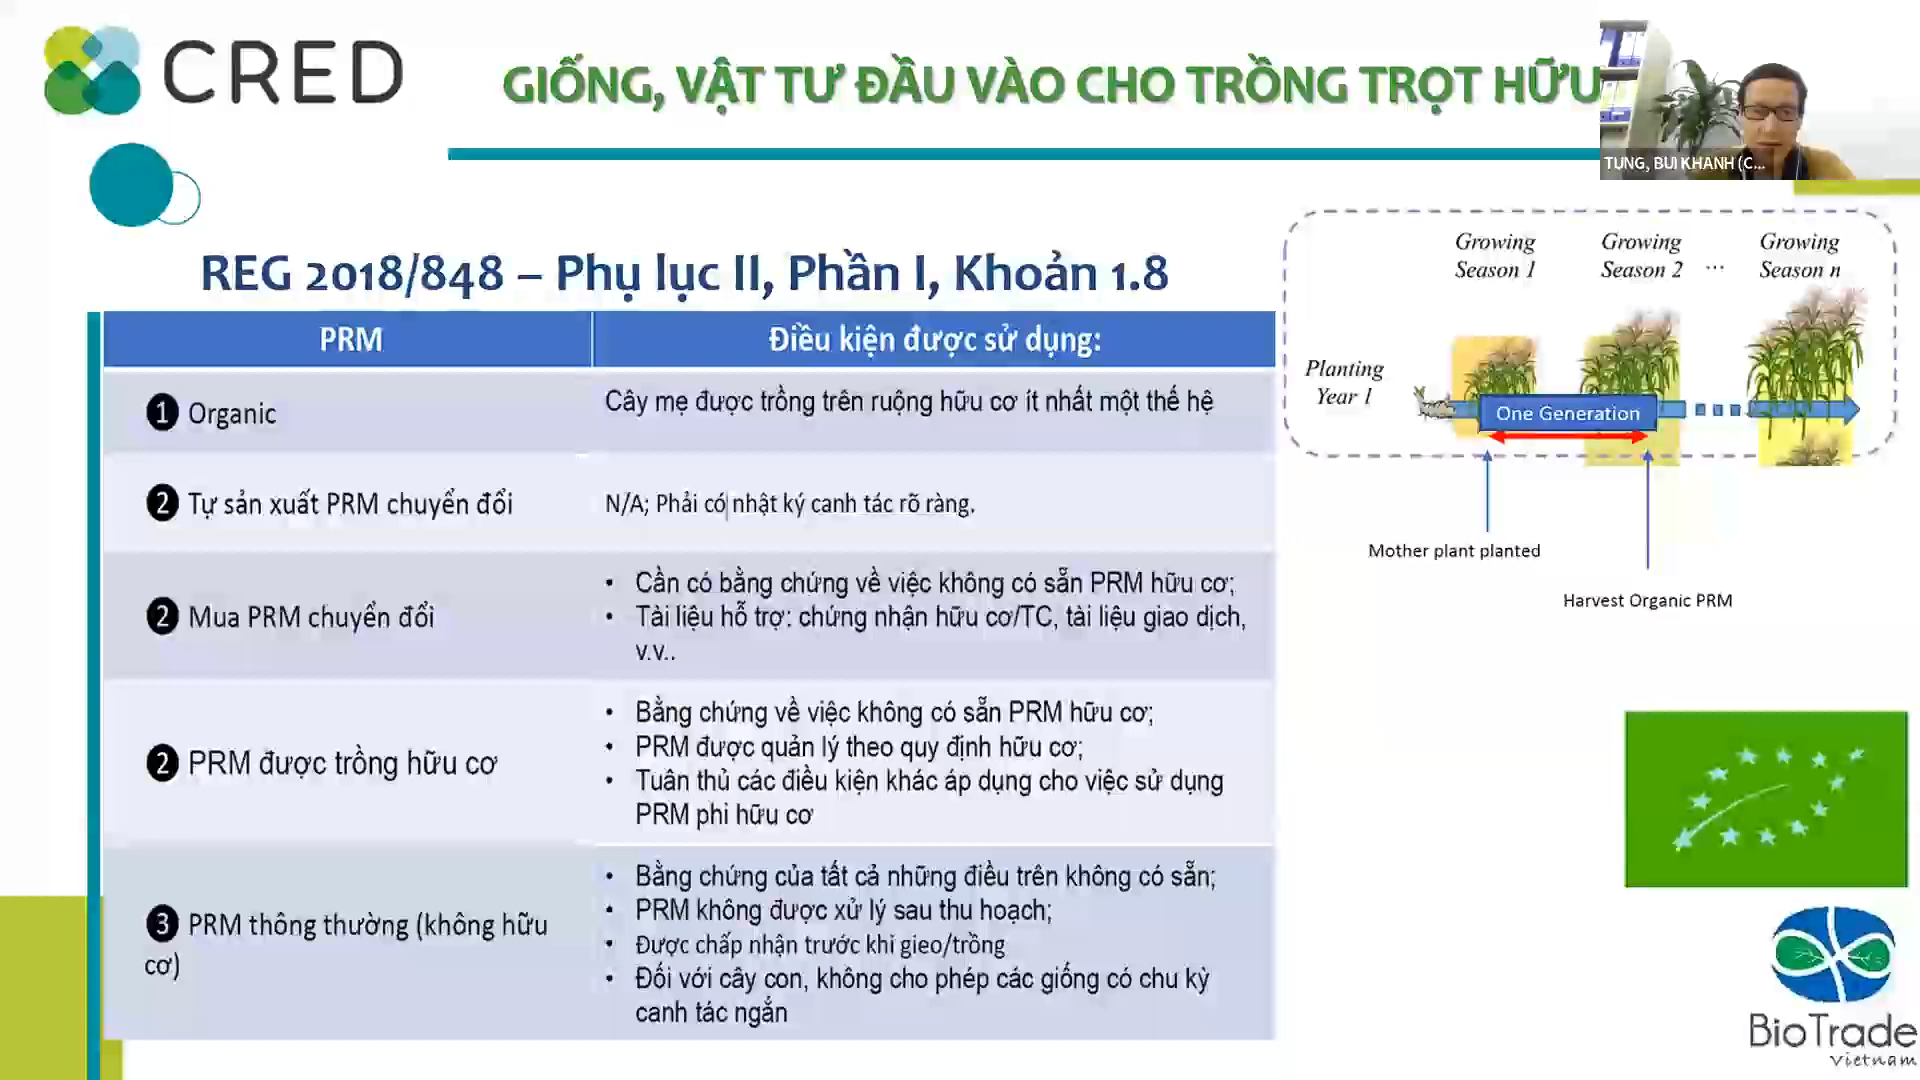 CRED
GIỐNG, VẬT TƯ ĐẦU VÀO CHO TRỒNG TRỌT HỮU
TUNG, BUI KHANH (C...
REG 2018/848 – Phụ lục II, Phần I, Khoản 1.8
PRM
Điều kiện được sử dụng:
1 Organic
Cây mẹ được trồng trên ruộng hữu cơ ít nhất một thế hệ
2 Tự sản xuất PRM chuyển đổi
N/A; Phải có nhật ký canh tác rõ ràng.
2 Mua PRM chuyển đổi
• Cần có bằng chứng về việc không có sẵn PRM hữu cơ;
• Tài liệu hỗ trợ: chứng nhận hữu cơ/TC, tài liệu giao dịch,
v.v..
2 PRM được trồng hữu cơ
• Bằng chứng về việc không có sẵn PRM hữu cơ;
• PRM được quản lý theo quy định hữu cơ;
• Tuân thủ các điều kiện khác áp dụng cho việc sử dụng
PRM phi hữu cơ
3 PRM thông thường (không hữu
cơ)
• Bằng chứng của tất cả những điều trên không có sẵn;
• PRM không được xử lý sau thu hoạch;
• Được chấp nhận trước khi gieo/trồng
• Đối với cây con, không cho phép các giống có chu kỳ
canh tác ngắn
Growing
Season 1
Growing
Season 2
...
Growing
Season n
Planting
Year 1
One Generation
Mother plant planted
Harvest Organic PRM
BioTrade
Vietnam